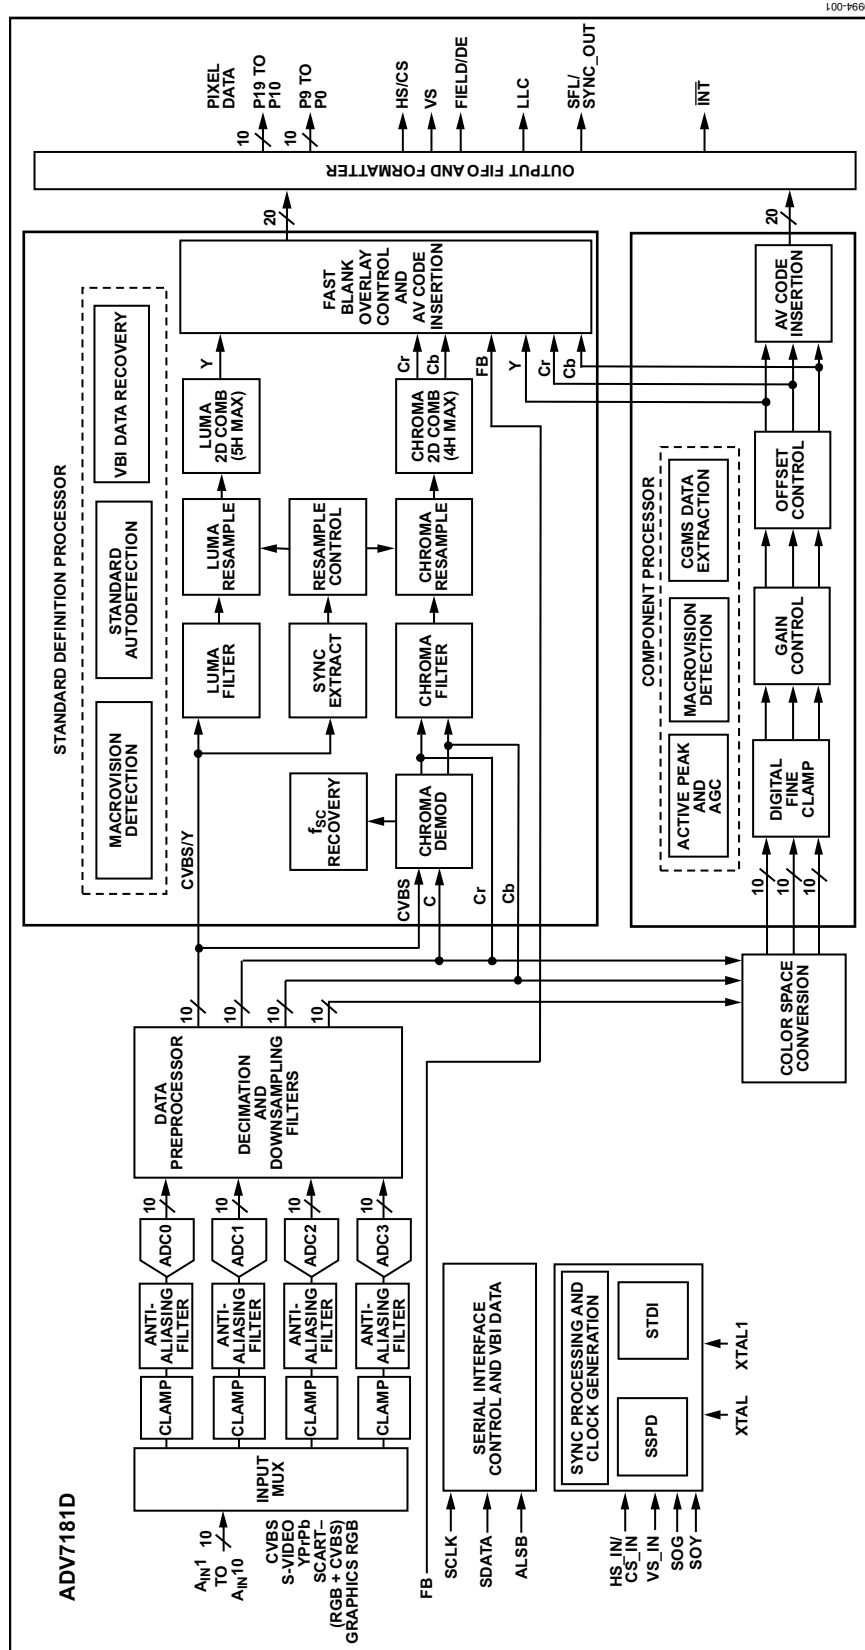 ADV7181D
AIN1
TO
AIN10
10
CVBS
S-VIDEO
YPrPb
SCART–
(RGB + CVBS)
GRAPHICS RGB
INPUT
MUX
CLAMP
ANTI-
ALIASING
FILTER
ADC0
10
CLAMP
ANTI-
ALIASING
FILTER
ADC1
10
CLAMP
ANTI-
ALIASING
FILTER
ADC2
10
CLAMP
ANTI-
ALIASING
FILTER
ADC3
10
DATA
PREPROCESSOR
DECIMATION
AND
DOWNSAMPLING
FILTERS
10
10
10
10
FB
SCLK
SDATA
ALSB
SERIAL INTERFACE
CONTROL AND VBI DATA
HS_IN/
CS_IN
VS_IN
SOG
SOY
SYNC PROCESSING AND
CLOCK GENERATION
SSPD
STDI
XTAL
XTAL1
COLOR SPACE
CONVERSION
STANDARD DEFINITION PROCESSOR
MACROVISION
DETECTION
STANDARD
AUTODETECTION
VBI DATA RECOVERY
CVBS/Y
LUMA
FILTER
LUMA
RESAMPLE
LUMA
2D COMB
(5H MAX)
Y
SYNC
EXTRACT
RESAMPLE
CONTROL
fSC
RECOVERY
CVBS
C
CHROMA
DEMOD
CHROMA
FILTER
CHROMA
RESAMPLE
CHROMA
2D COMB
(4H MAX)
Cr
Cb
Cr
Cb
FB
Y
Cr
Cb
FAST
BLANK
OVERLAY
CONTROL
AND
AV CODE
INSERTION
20
COMPONENT PROCESSOR
ACTIVE PEAK
AND
AGC
MACROVISION
DETECTION
CGMS DATA
EXTRACTION
10
10
10
DIGITAL
FINE
CLAMP
GAIN
CONTROL
OFFSET
CONTROL
AV CODE
INSERTION
20
OUTPUT FIFO AND FORMATTER
PIXEL
DATA
10
P19 TO
P10
10
P9 TO
P0
HS/CS
VS
FIELD/DE
LLC
SFL/
SYNC_OUT
INT